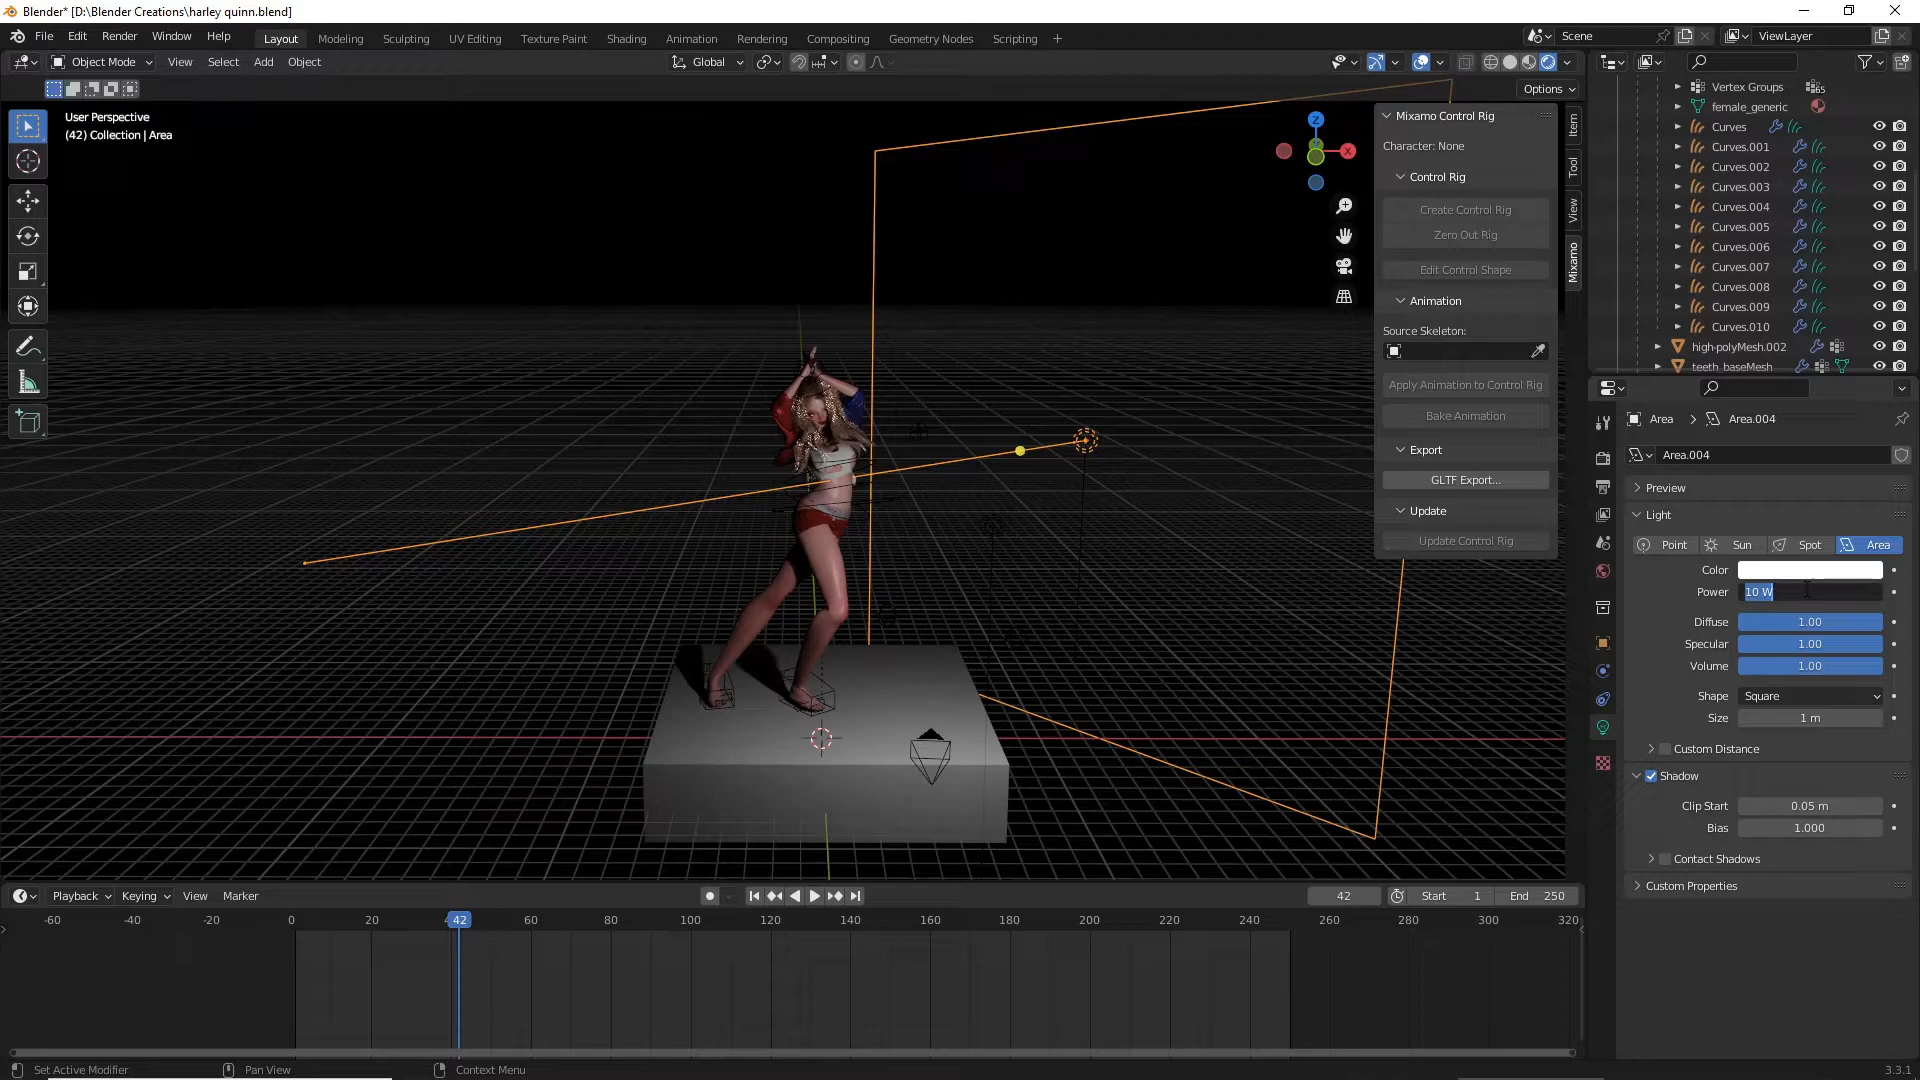 Blender* [D:\Blender Creations\harley quinn.blend]
File Edit Render Window Help Layout Modeling Sculpting UV Editing Texture Paint Shading Animation Rendering Compositing Geometry Nodes Scripting + Scene ViewLayer
Object Mode View Select Add Object Global
Options
User Perspective
(42) Collection | Area
Z
X
Mixamo Control Rig
Character: None
Control Rig
Create Control Rig
Zero Out Rig
Edit Control Shape
Animation
Source Skeleton:
Apply Animation to Control Rig
Bake Animation
Export
GLTF Export...
Update
Update Control Rig
Item
Tool
View
Mixamo
Vertex Groups 65
female_generic
Curves
Curves.001
Curves.002
Curves.003
Curves.004
Curves.005
Curves.006
Curves.007
Curves.008
Curves.009
Curves.010
high-polyMesh.002
teeth_baseMesh
Area Area.004
Area.004
Preview
Light
Point Sun Spot Area
Color
Power 10 W
Diffuse 1.00
Specular 1.00
Volume 1.00
Shape Square
Size 1 m
Custom Distance
Shadow
Clip Start 0.05 m
Bias 1.000
Contact Shadows
Custom Properties
Playback Keying View Marker 42 Start 1 End 250
-60 -40 -20 0 20 42 60 80 100 120 140 160 180 200 220 240 260 280 300 320
Set Active Modifier Pan View Context Menu 3.3.1